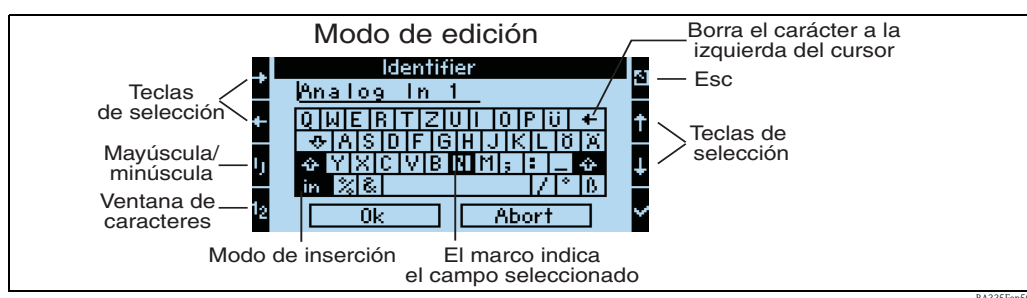 Modo de edición
Borra el carácter a la
izquierda del cursor
Identifier
Esc
Analog In 1
Teclas
de selección
Q W E R T Z U I O P Ü
A S D F G H J K L Ö Ä
Teclas de
selección
Mayúscula/
minúscula
Y X C V B N M ; : _
in % & / ° ß
Ventana de
caracteres
1 2
Ok Abort
Modo de inserción
El marco indica
el campo seleccionado